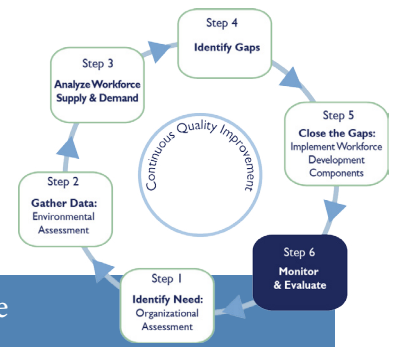 Step 4
Identify Gaps
Step 3
Analyze Workforce
Supply & Demand
Step 5
Close the Gaps:
Implement Workforce
Development
Components
Continuous Quality Improvement
Step 2
Gather Data:
Environmental
Assessment
Step 6
Monitor
& Evaluate
Step 1
Identify Need:
Organizational
Assessment
e